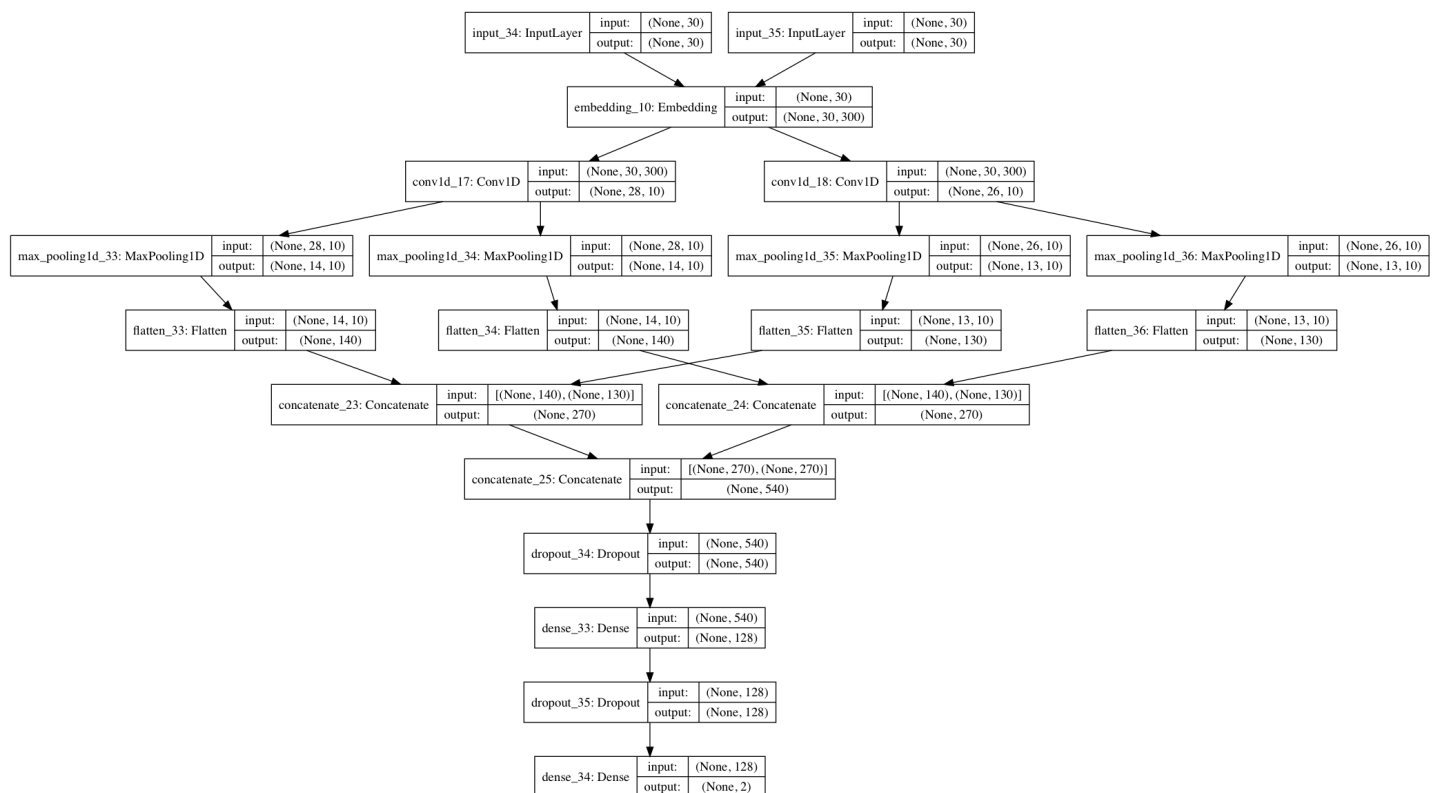 input_34: InputLayer input: (None, 30) output: (None, 30)
input_35: InputLayer input: (None, 30) output: (None, 30)
embedding_10: Embedding input: (None, 30) output: (None, 30, 300)
conv1d_17: Conv1D input: (None, 30, 300) output: (None, 28, 10)
conv1d_18: Conv1D input: (None, 30, 300) output: (None, 26, 10)
max_pooling1d_33: MaxPooling1D input: (None, 28, 10) output: (None, 14, 10)
max_pooling1d_34: MaxPooling1D input: (None, 28, 10) output: (None, 14, 10)
max_pooling1d_35: MaxPooling1D input: (None, 26, 10) output: (None, 13, 10)
max_pooling1d_36: MaxPooling1D input: (None, 26, 10) output: (None, 13, 10)
flatten_33: Flatten input: (None, 14, 10) output: (None, 140)
flatten_34: Flatten input: (None, 14, 10) output: (None, 140)
flatten_35: Flatten input: (None, 13, 10) output: (None, 130)
flatten_36: Flatten input: (None, 13, 10) output: (None, 130)
concatenate_23: Concatenate input: [(None, 140), (None, 130)] output: (None, 270)
concatenate_24: Concatenate input: [(None, 140), (None, 130)] output: (None, 270)
concatenate_25: Concatenate input: [(None, 270), (None, 270)] output: (None, 540)
dropout_34: Dropout input: (None, 540) output: (None, 540)
dense_33: Dense input: (None, 540) output: (None, 128)
dropout_35: Dropout input: (None, 128) output: (None, 128)
dense_34: Dense input: (None, 128) output: (None, 2)